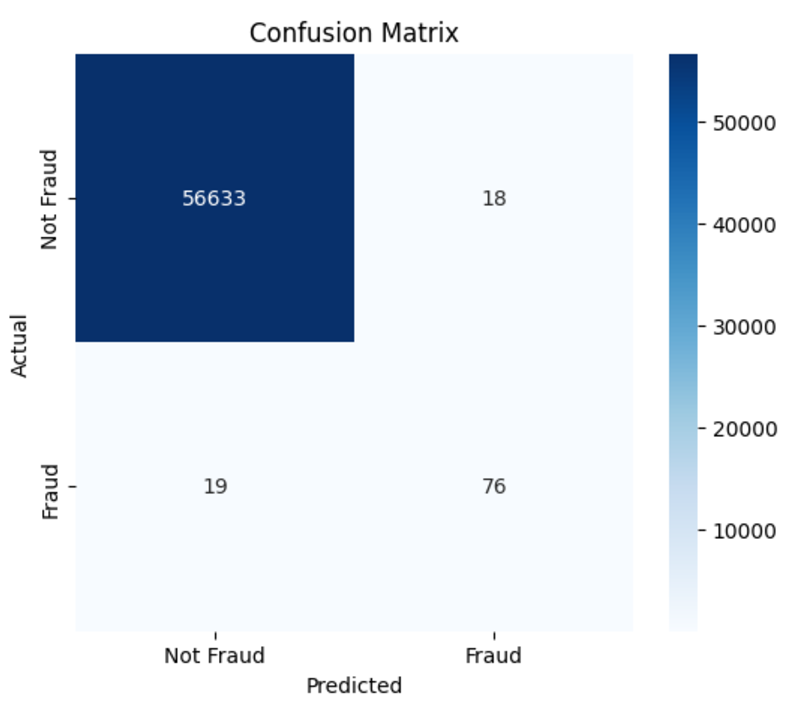 Confusion Matrix
Not Fraud
Fraud
Actual
56633
18
19
76
Not Fraud
Fraud
Predicted
50000
40000
30000
20000
10000